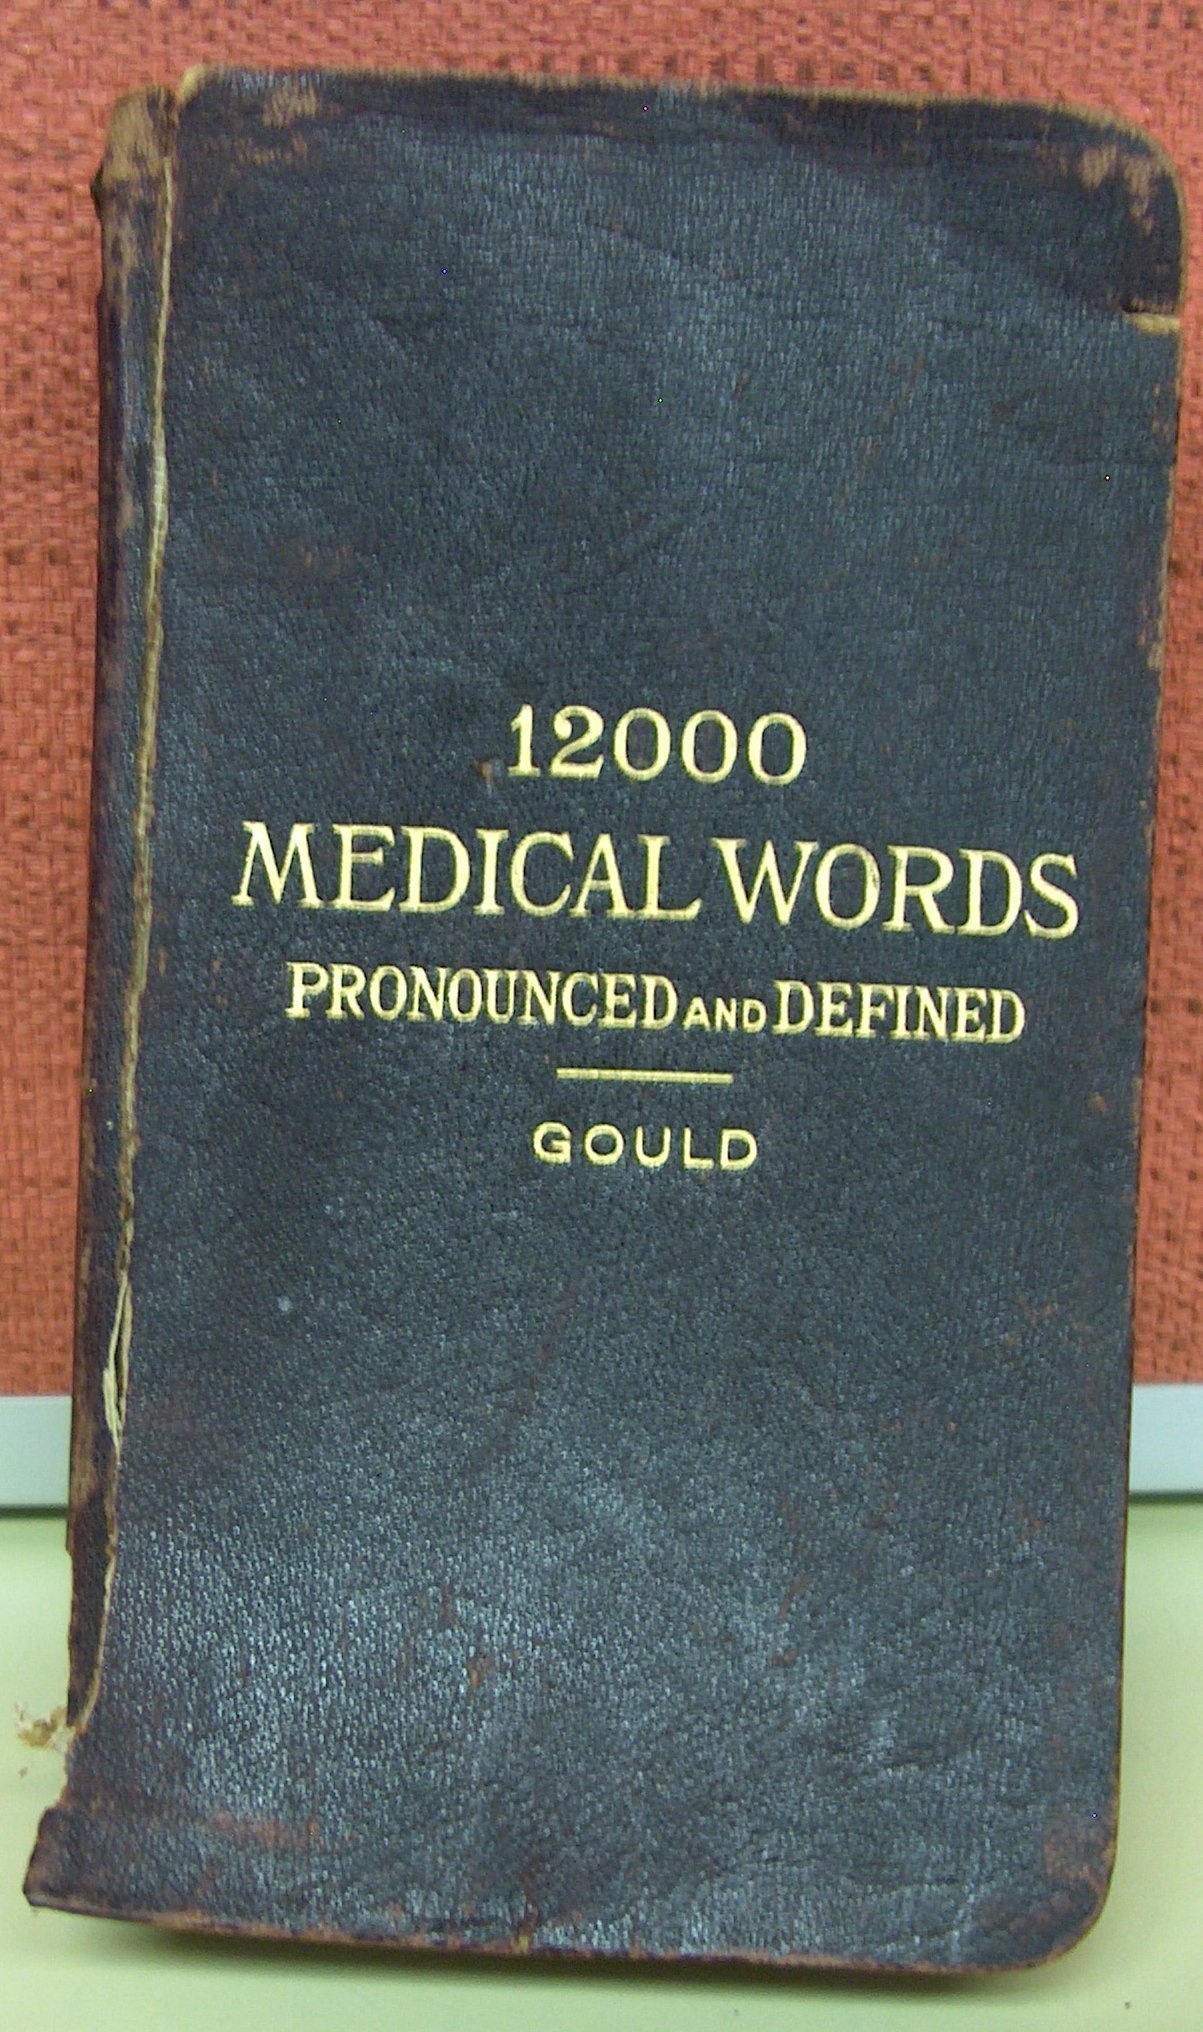 12000
MEDICAL WORDS
PRONOUNCED AND DEFINED
GOULD